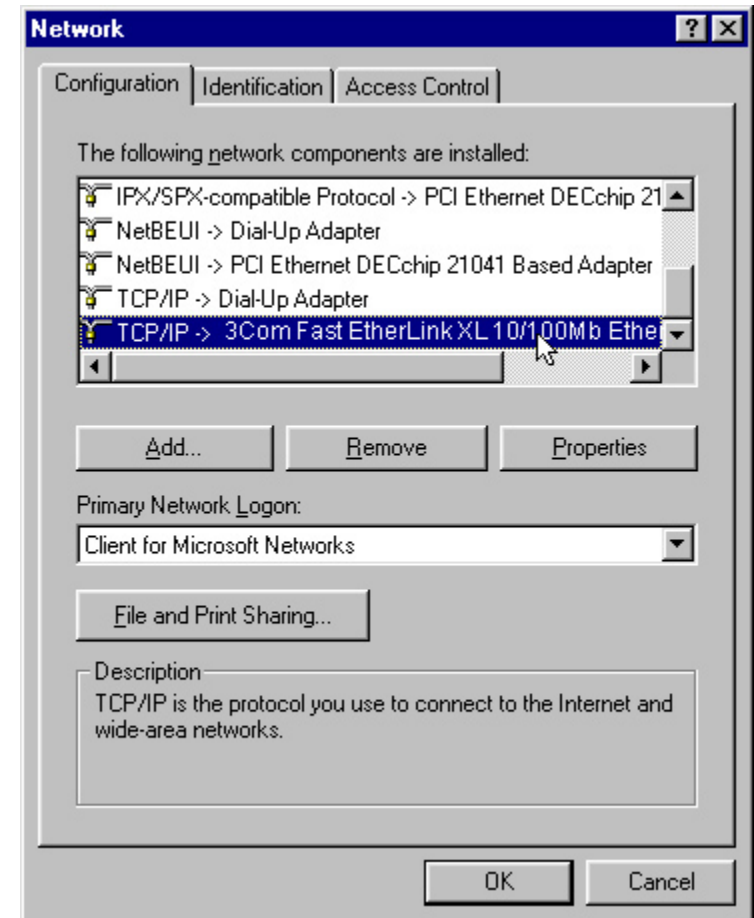 Network
Configuration Identification Access Control
The following network components are installed:
IPX/SPX-compatible Protocol -> PCI Ethernet DECchip 21
NetBEUI -> Dial-Up Adapter
NetBEUI -> PCI Ethernet DECchip 21041 Based Adapter
TCP/IP -> Dial-Up Adapter
TCP/IP -> 3Com Fast EtherLink XL 10/100Mb Ethe
Add... Remove Properties
Primary Network Logon:
Client for Microsoft Networks
File and Print Sharing...
Description
TCP/IP is the protocol you use to connect to the Internet and
wide-area networks.
OK Cancel